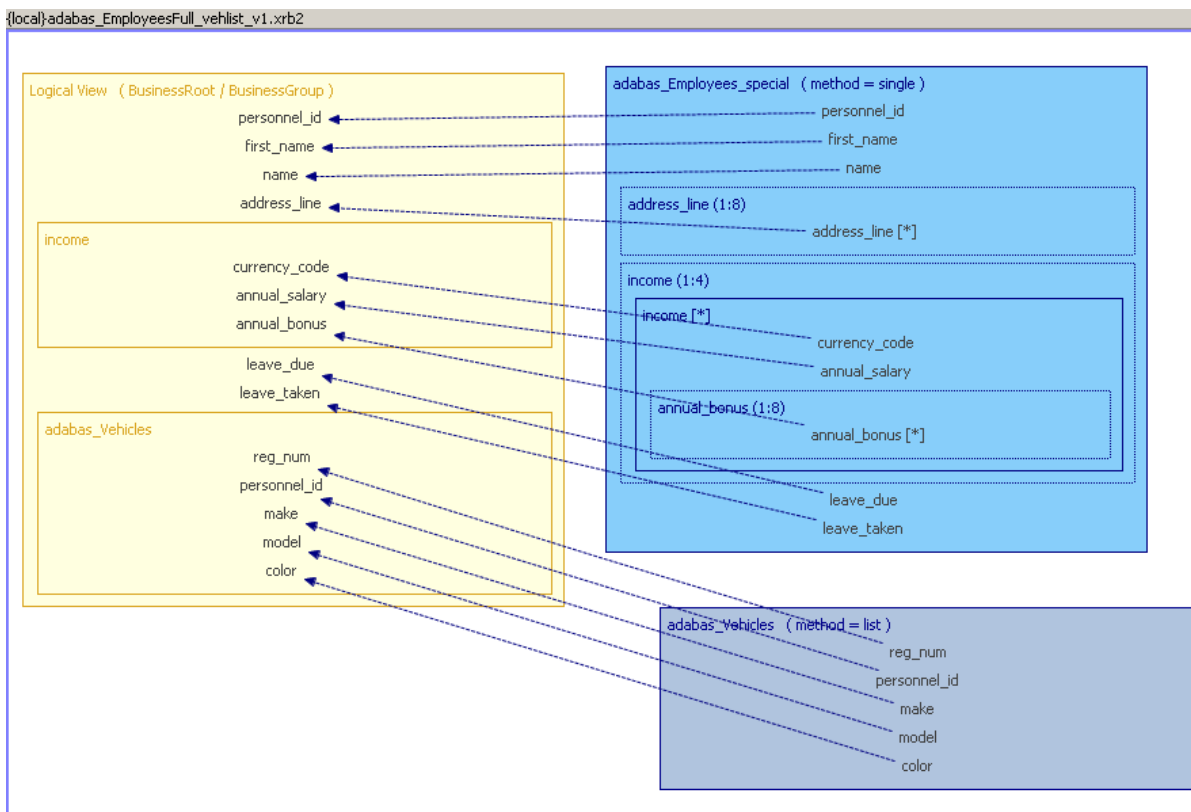 {local}adabas_EmployeesFull_vehlist_v1.xrb2
Logical View ( BusinessRoot / BusinessGroup )
personnel_id
first_name
name
address_line
income
currency_code
annual_salary
annual_bonus
leave_due
leave_taken
adabas_Vehicles
reg_num
personnel_id
make
model
color
adabas_Employees_special ( method = single )
personnel_id
first_name
name
address_line (1:8)
address_line [*]
income (1:4)
income [*]
currency_code
annual_salary
annual_bonus (1:8)
annual_bonus [*]
leave_due
leave_taken
adabas_Vehicles ( method = list )
reg_num
personnel_id
make
model
color